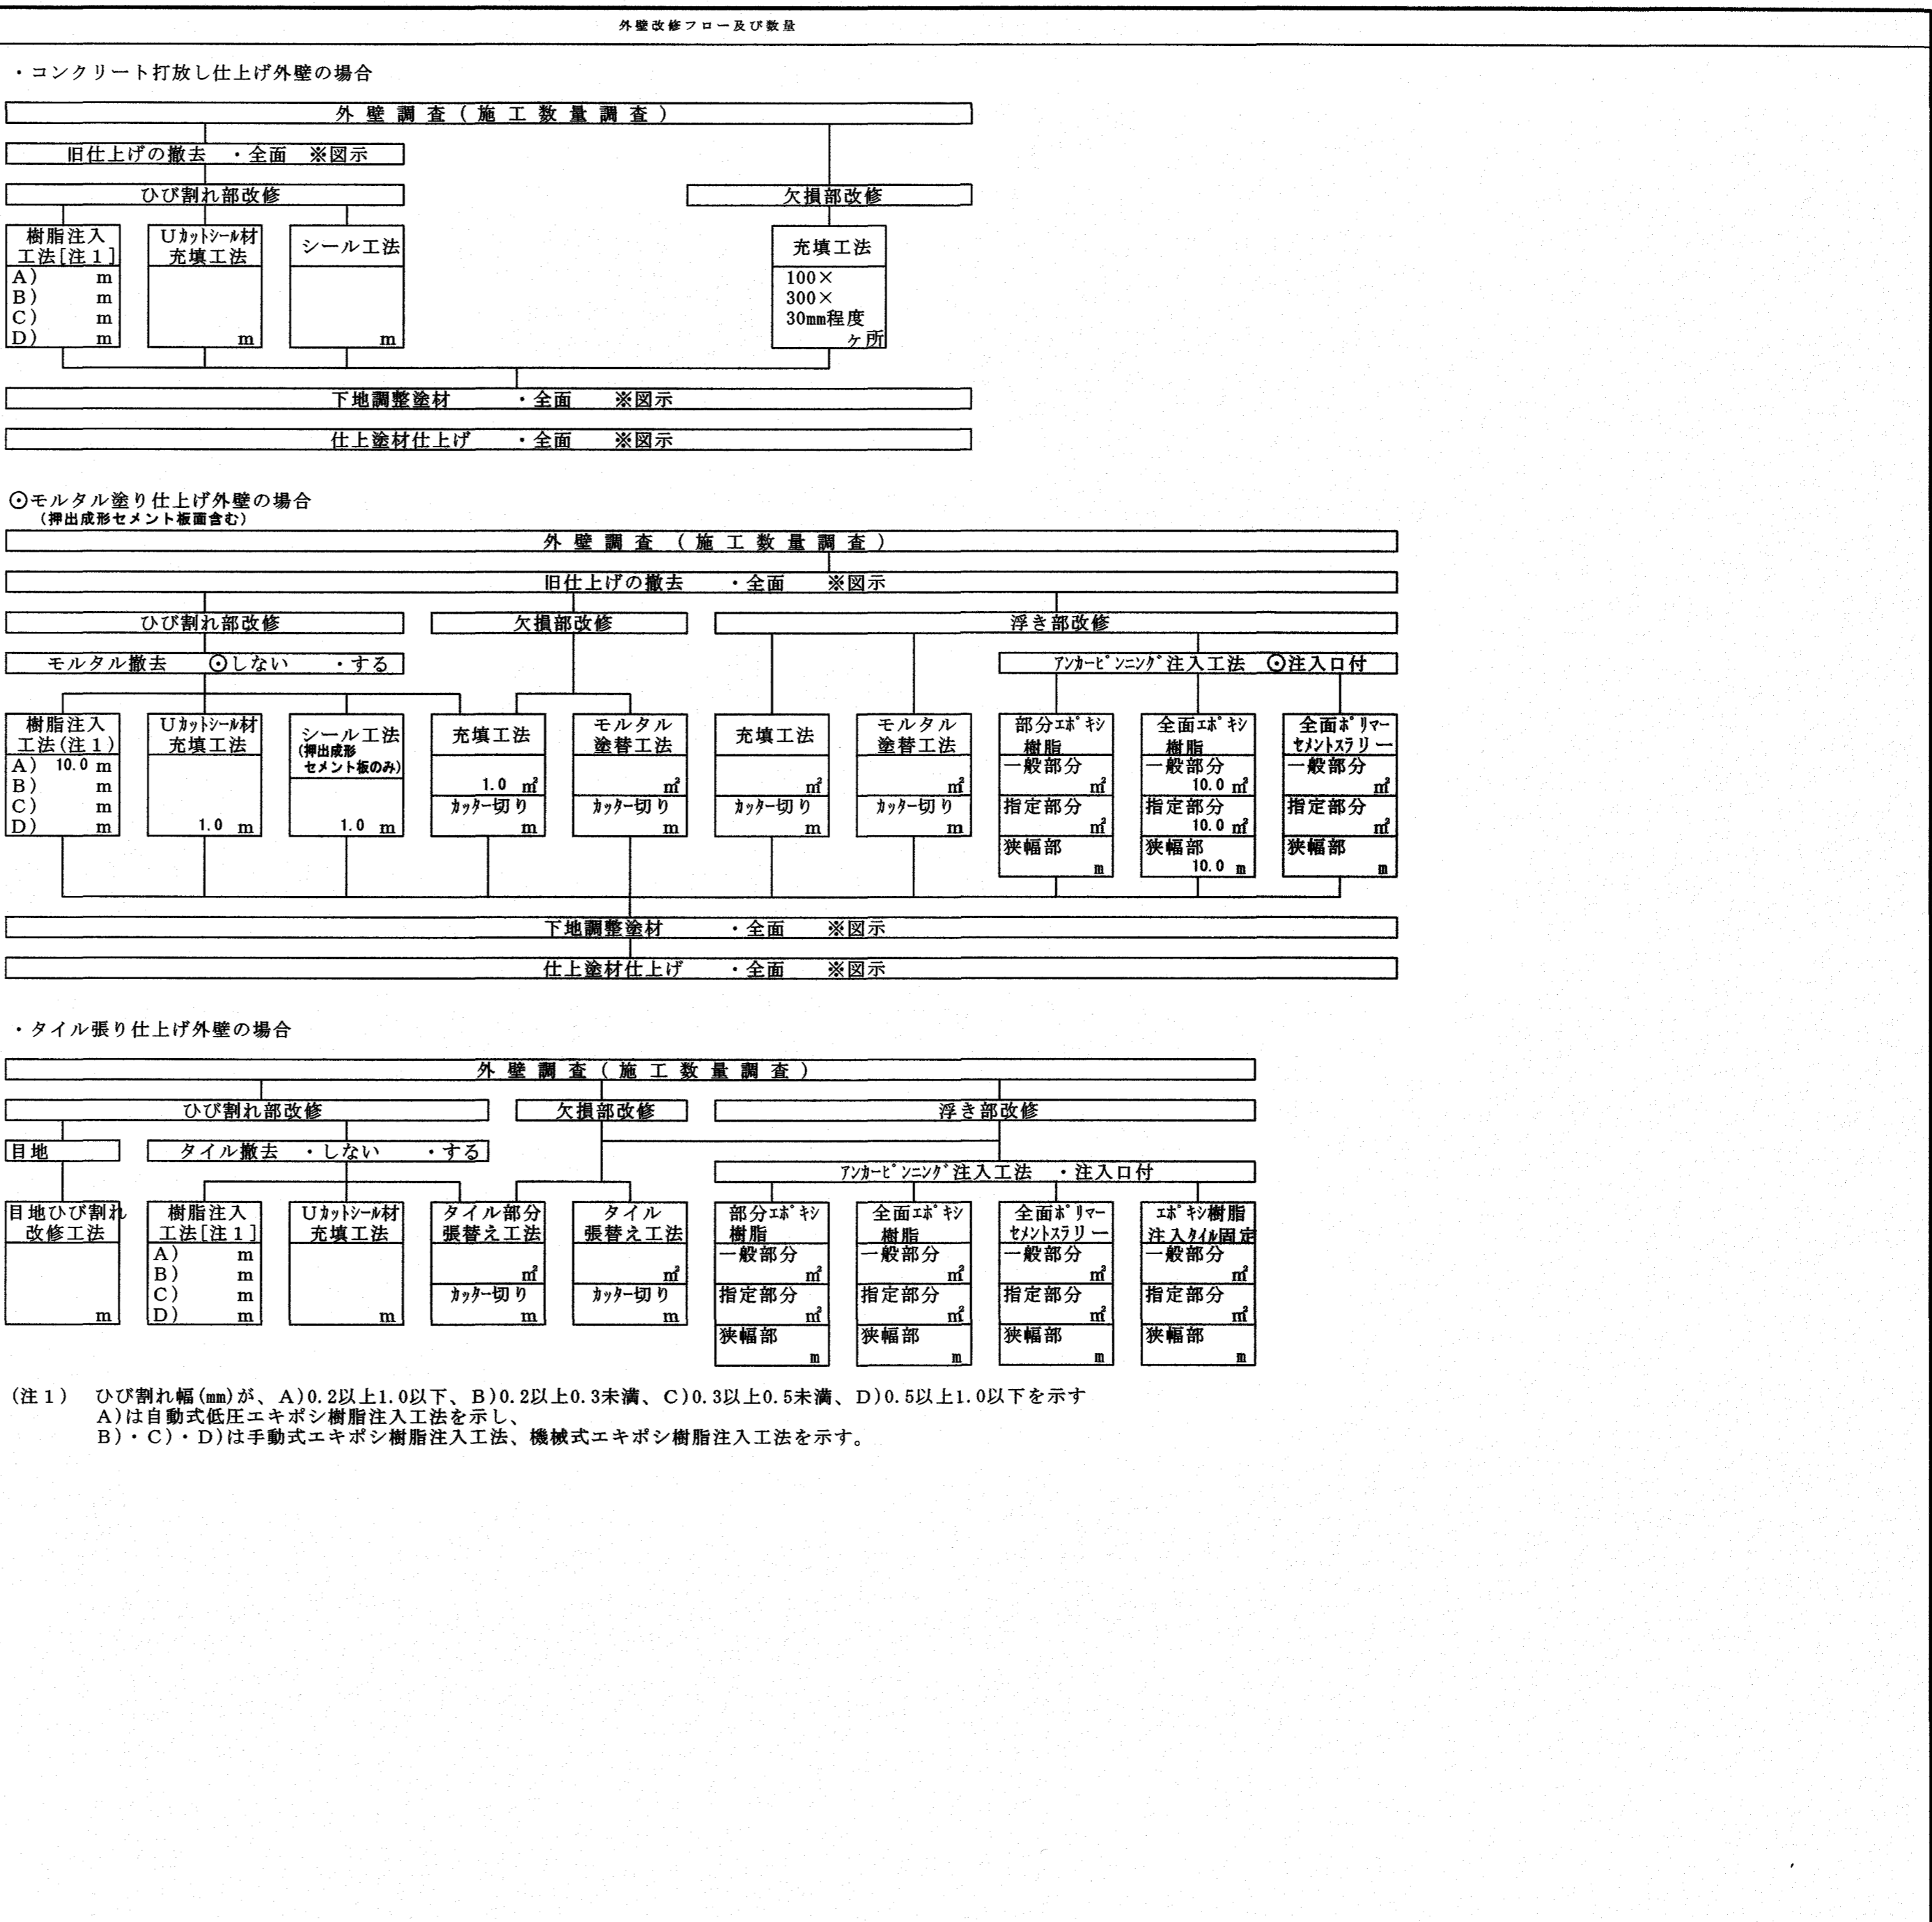 外壁改修フロー及び数量
・コンクリート打放し仕上げ外壁の場合
外壁調査(施工数量調査)
旧仕上げの撤去 ・全面 ※図示
ひび割れ部改修 欠損部改修
樹脂注入
工法[注1]
A) m
B) m
C) m
D) m
Uカットシール材
充填工法
m
シール工法
m
充填工法
100×
300×
30mm程度
ヶ所
下地調整塗材 ・全面 ※図示
仕上塗材仕上げ ・全面 ※図示
⊙モルタル塗り仕上げ外壁の場合
(押出成形セメント板面含む)
外壁調査(施工数量調査)
旧仕上げの撤去 ・全面 ※図示
ひび割れ部改修 欠損部改修 浮き部改修
モルタル撤去 ⊙しない ・する アンカーピンニング注入工法 ⊙注入口付
樹脂注入
工法(注1)
A) 10.0 m
B) m
C) m
D) m
Uカットシール材
充填工法
1.0 m
シール工法
(押出成形
セメント板のみ)
1.0 m
充填工法
1.0 ㎡
カッター切り
m
モルタル
塗替工法
㎡
カッター切り
m
充填工法
㎡
カッター切り
m
モルタル
塗替工法
㎡
カッター切り
m
部分エポキシ
樹脂
一般部分
㎡
指定部分
㎡
狭幅部
m
全面エポキシ
樹脂
一般部分
10.0 ㎡
指定部分
10.0 ㎡
狭幅部
10.0 m
全面ポリマー
セメントスラリー
一般部分
㎡
指定部分
㎡
狭幅部
m
下地調整塗材 ・全面 ※図示
仕上塗材仕上げ ・全面 ※図示
・タイル張り仕上げ外壁の場合
外壁調査(施工数量調査)
ひび割れ部改修 欠損部改修 浮き部改修
目地 タイル撤去 ・しない ・する
アンカーピンニング注入工法 ・注入口付
目地ひび割れ
改修工法
m
樹脂注入
工法[注1]
A) m
B) m
C) m
D) m
Uカットシール材
充填工法
m
タイル部分
張替え工法
㎡
カッター切り
m
タイル
張替え工法
㎡
カッター切り
m
部分エポキシ
樹脂
一般部分
㎡
指定部分
㎡
狭幅部
m
全面エポキシ
樹脂
一般部分
㎡
指定部分
㎡
狭幅部
m
全面ポリマー
セメントスラリー
一般部分
㎡
指定部分
㎡
狭幅部
m
エポキシ樹脂
注入タイル固定
一般部分
㎡
指定部分
㎡
狭幅部
m
(注1) ひび割れ幅(㎜)が、A)0.2以上1.0以下、B)0.2以上0.3未満、C)0.3以上0.5未満、D)0.5以上1.0以下を示す
A)は自動式低圧エキポシ樹脂注入工法を示し、
B)・C)・D)は手動式エキポシ樹脂注入工法、機械式エキポシ樹脂注入工法を示す。